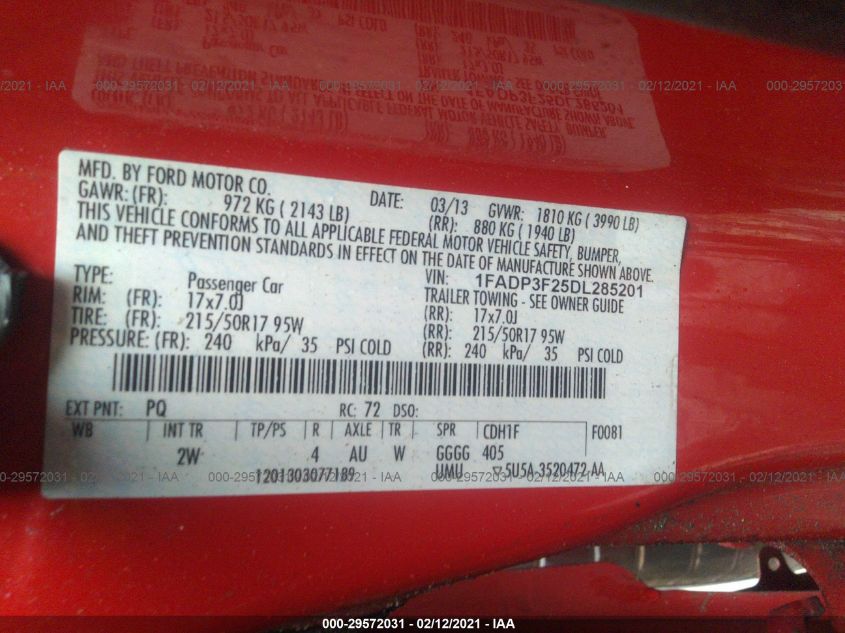 000-29572031 - 02/12/2021 - IAA
MFD. BY FORD MOTOR CO. DATE: 03/13 GVWR: 1810 KG ( 3990 LB)
GAWR: (FR): 972 KG ( 2143 LB) (RR): 880 KG ( 1940 LB)
THIS VEHICLE CONFORMS TO ALL APPLICABLE FEDERAL MOTOR VEHICLE SAFETY, BUMPER,
AND THEFT PREVENTION STANDARDS IN EFFECT ON THE DATE OF MANUFACTURE SHOWN ABOVE.
VIN: 1FADP3F25DL285201
TYPE: Passenger Car TRAILER TOWING - SEE OWNER GUIDE
RIM: (FR): 17x7.0J (RR): 17x7.0J
TIRE: (FR): 215/50R17 95W (RR): 215/50R17 95W
PRESSURE: (FR): 240 kPa/ 35 PSI COLD (RR): 240 kPa/ 35 PSI COLD
EXT PNT: PQ RC: 72 DSO:
WB INT TR TP/PS R AXLE TR SPR CDH1F F0081
2W 4 AU W GGGG 405
1201303077189 UMU ▽5U5A-3520472-AA
000-29572031 - 02/12/2021 - IAA